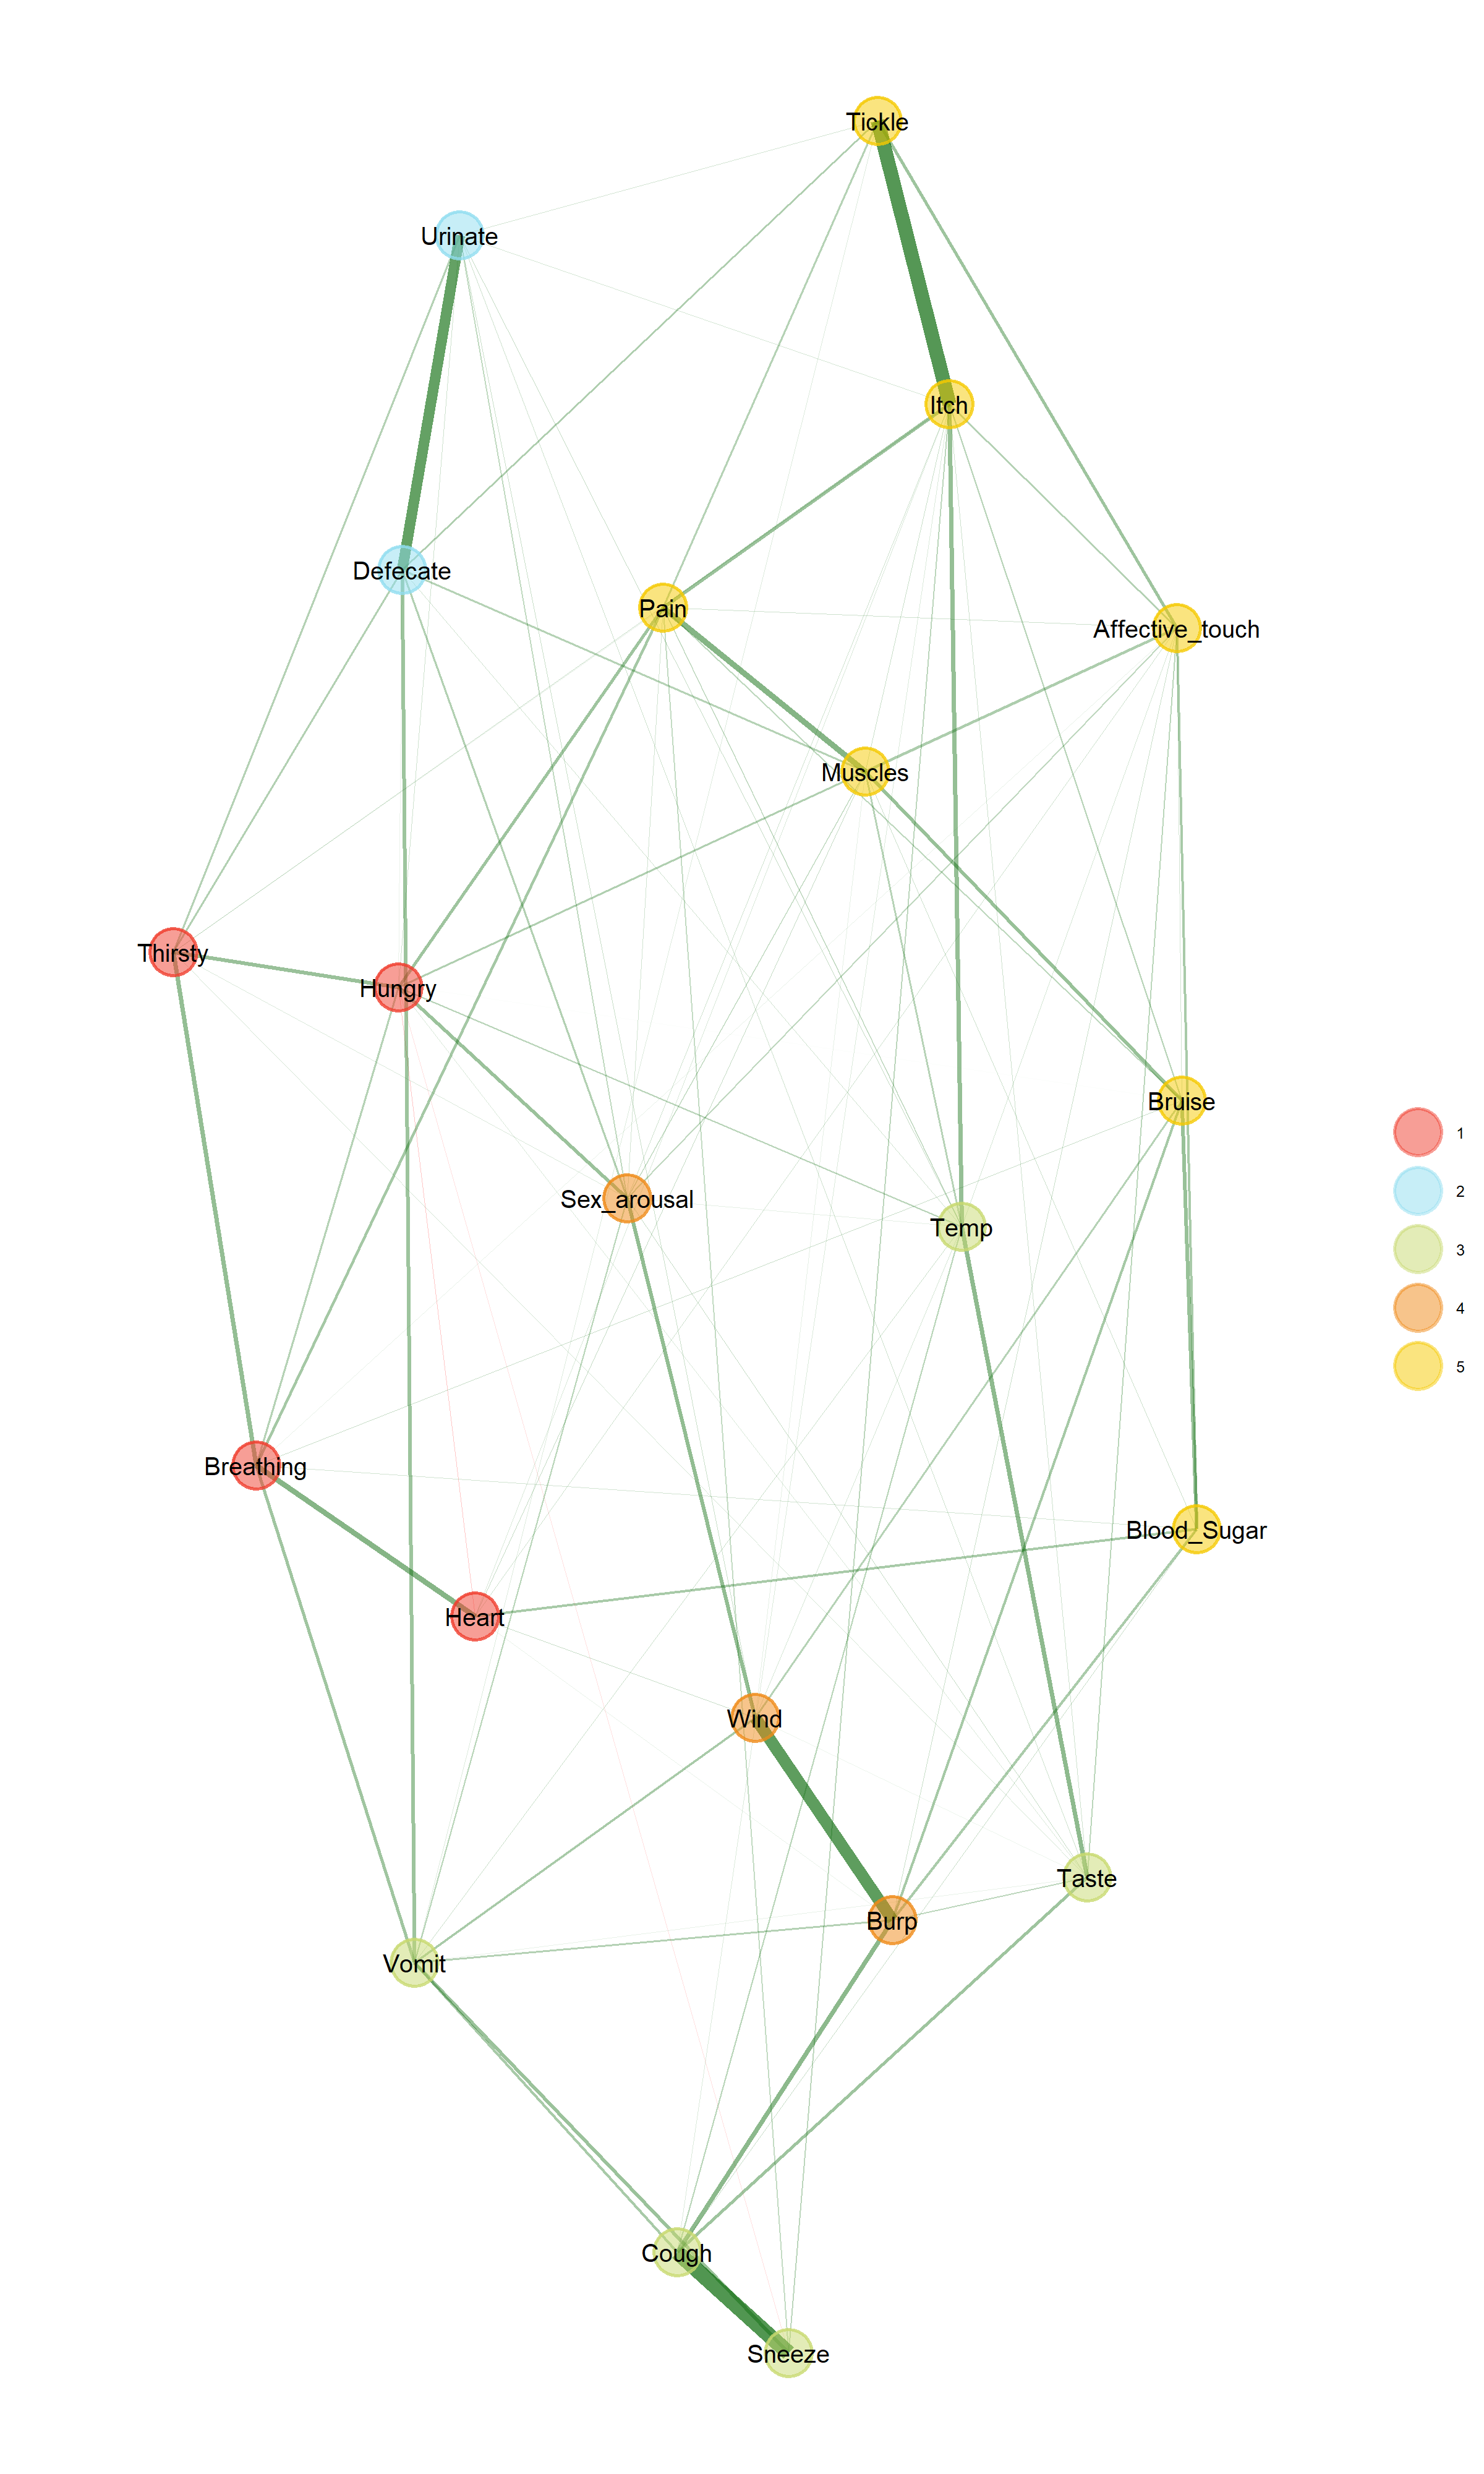 Tickle
Urinate
Itch
Defecate
Pain
Affective_touch
Muscles
Thirsty
Hungry
Bruise
1
2
Sex_arousal
Temp
3
4
5
Breathing
Blood_Sugar
Heart
Wind
Taste
Burp
Vomit
Cough
Sneeze